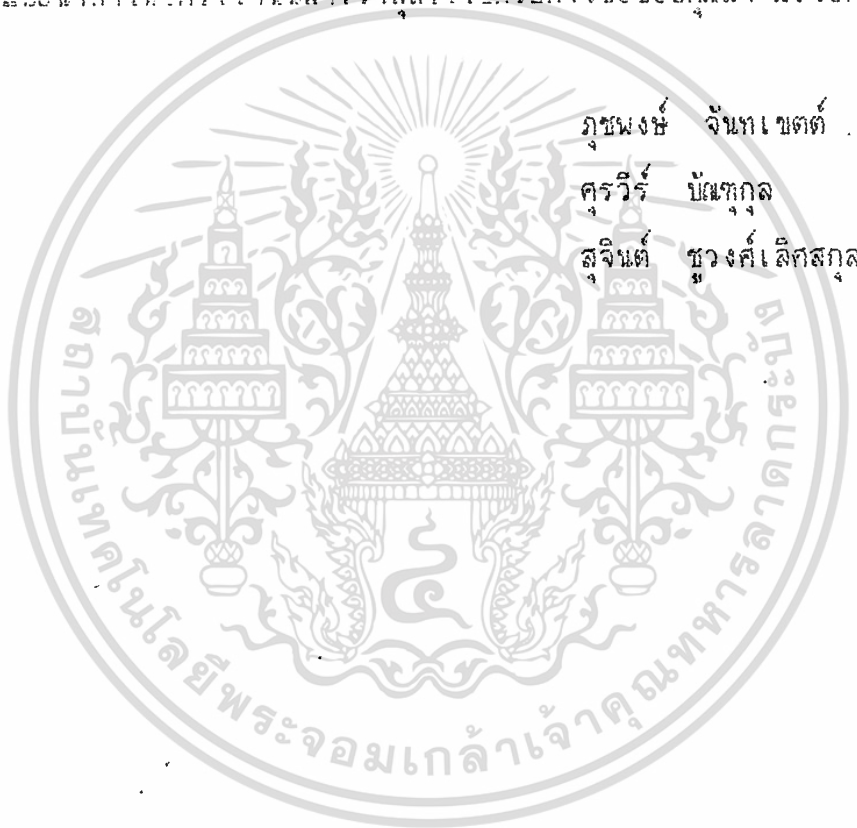 ภุชพงษ์ จันทเขตต์
ศุรวีร์ บัณฑุกุล
สุจินต์ ชูวงศ์เลิศสกุล
สถาบันเทคโนโลยีพระจอมเกล้าเจ้าคุณทหารลาดกระบัง